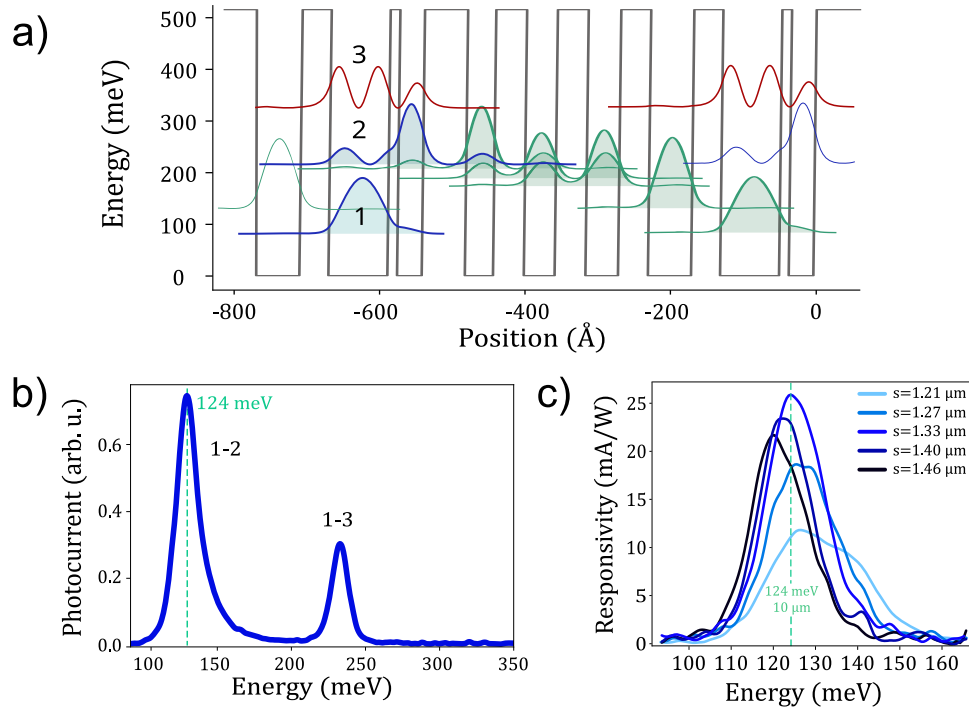 a)
500
400
300
200
100
0
Energy (meV)
3
2
1
-800
-600
-400
-200
0
Position (Å)
b)
0.6
0.4
0.2
0.0
Photocurrent (arb. u.)
124 meV
1-2
1-3
100
150
200
250
300
350
Energy (meV)
c)
25
20
15
10
5
0
Responsivity (mA/W)
s=1.21 μm
s=1.27 μm
s=1.33 μm
s=1.40 μm
s=1.46 μm
124 meV
10 μm
100
110
120
130
140
150
160
Energy (meV)